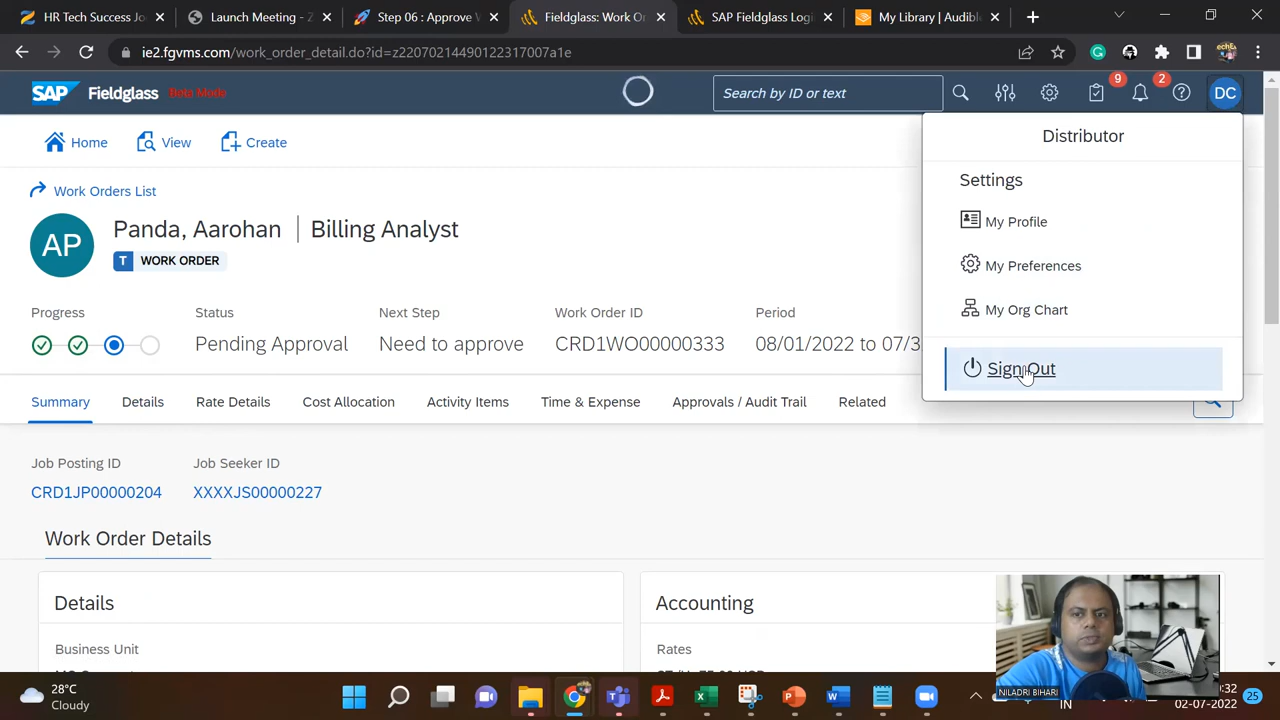 HR Tech Success Jo
Launch Meeting - Z
Step 06 : Approve W
Fieldglass: Work O
SAP Fieldglass Logi
My Library | Audibl
ie2.fgvms.com/work_order_detail.do?id=z22070214490122317007a1e
SAP Fieldglass Beta Mode
Search by ID or text
9
2
DC
Home
View
Create
Distributor
Settings
My Profile
My Preferences
My Org Chart
Sign Out
Work Orders List
AP
Panda, Aarohan | Billing Analyst
T WORK ORDER
Progress
Status
Next Step
Work Order ID
Period
Pending Approval
Need to approve
CRD1WO00000333
08/01/2022 to 07/3
Summary
Details
Rate Details
Cost Allocation
Activity Items
Time & Expense
Approvals / Audit Trail
Related
Job Posting ID
Job Seeker ID
CRD1JP00000204
XXXXJS00000227
Work Order Details
Details
Accounting
Business Unit
Rates
NILADRI BIHARI
28°C
Cloudy
IN
:32
02-07-2022
25